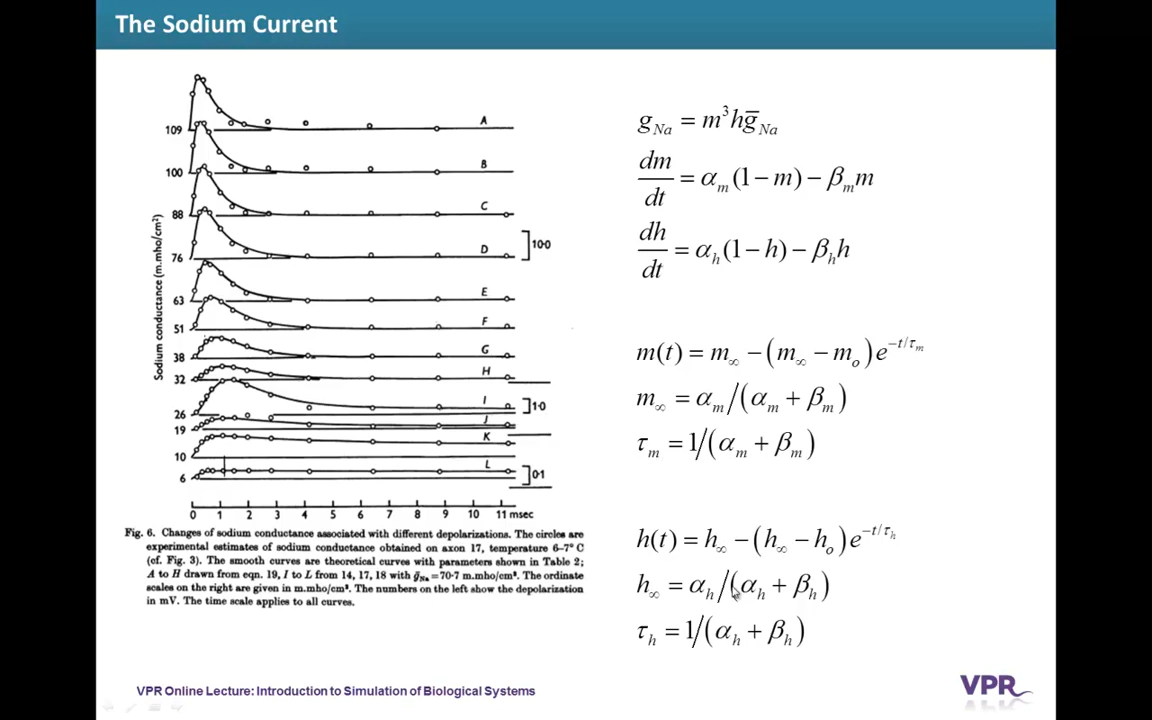 The Sodium Current
Sodium conductance (m.mho/cm²)
109 A
100 B
88 C
76 D
]10·0
63 E
51 F
38 G
32 H
26 I
]1·0
19 J
10 K
6 L
]0·1
0 1 2 3 4 5 6 7 8 9 10 11 msec
Fig. 6. Changes of sodium conductance associated with different depolarizations. The circles are
experimental estimates of sodium conductance obtained on axon 17, temperature 6–7° C
(cf. Fig. 3). The smooth curves are theoretical curves with parameters shown in Table 2;
A to H drawn from eqn. 19, I to L from 14, 17, 18 with ḡNa=70·7 m.mho/cm². The ordinate
scales on the right are given in m.mho/cm². The numbers on the left show the depolarization
in mV. The time scale applies to all curves.
g_Na = m³hḡ_Na
dm/dt = α_m(1−m) − β_m m
dh/dt = α_h(1−h) − β_h h
m(t) = m_∞ − (m_∞ − m_o)e^{−t/τ_m}
m_∞ = α_m/(α_m + β_m)
τ_m = 1/(α_m + β_m)
h(t) = h_∞ − (h_∞ − h_o)e^{−t/τ_h}
h_∞ = α_h/(α_h + β_h)
τ_h = 1/(α_h + β_h)
VPR Online Lecture: Introduction to Simulation of Biological Systems
VPR